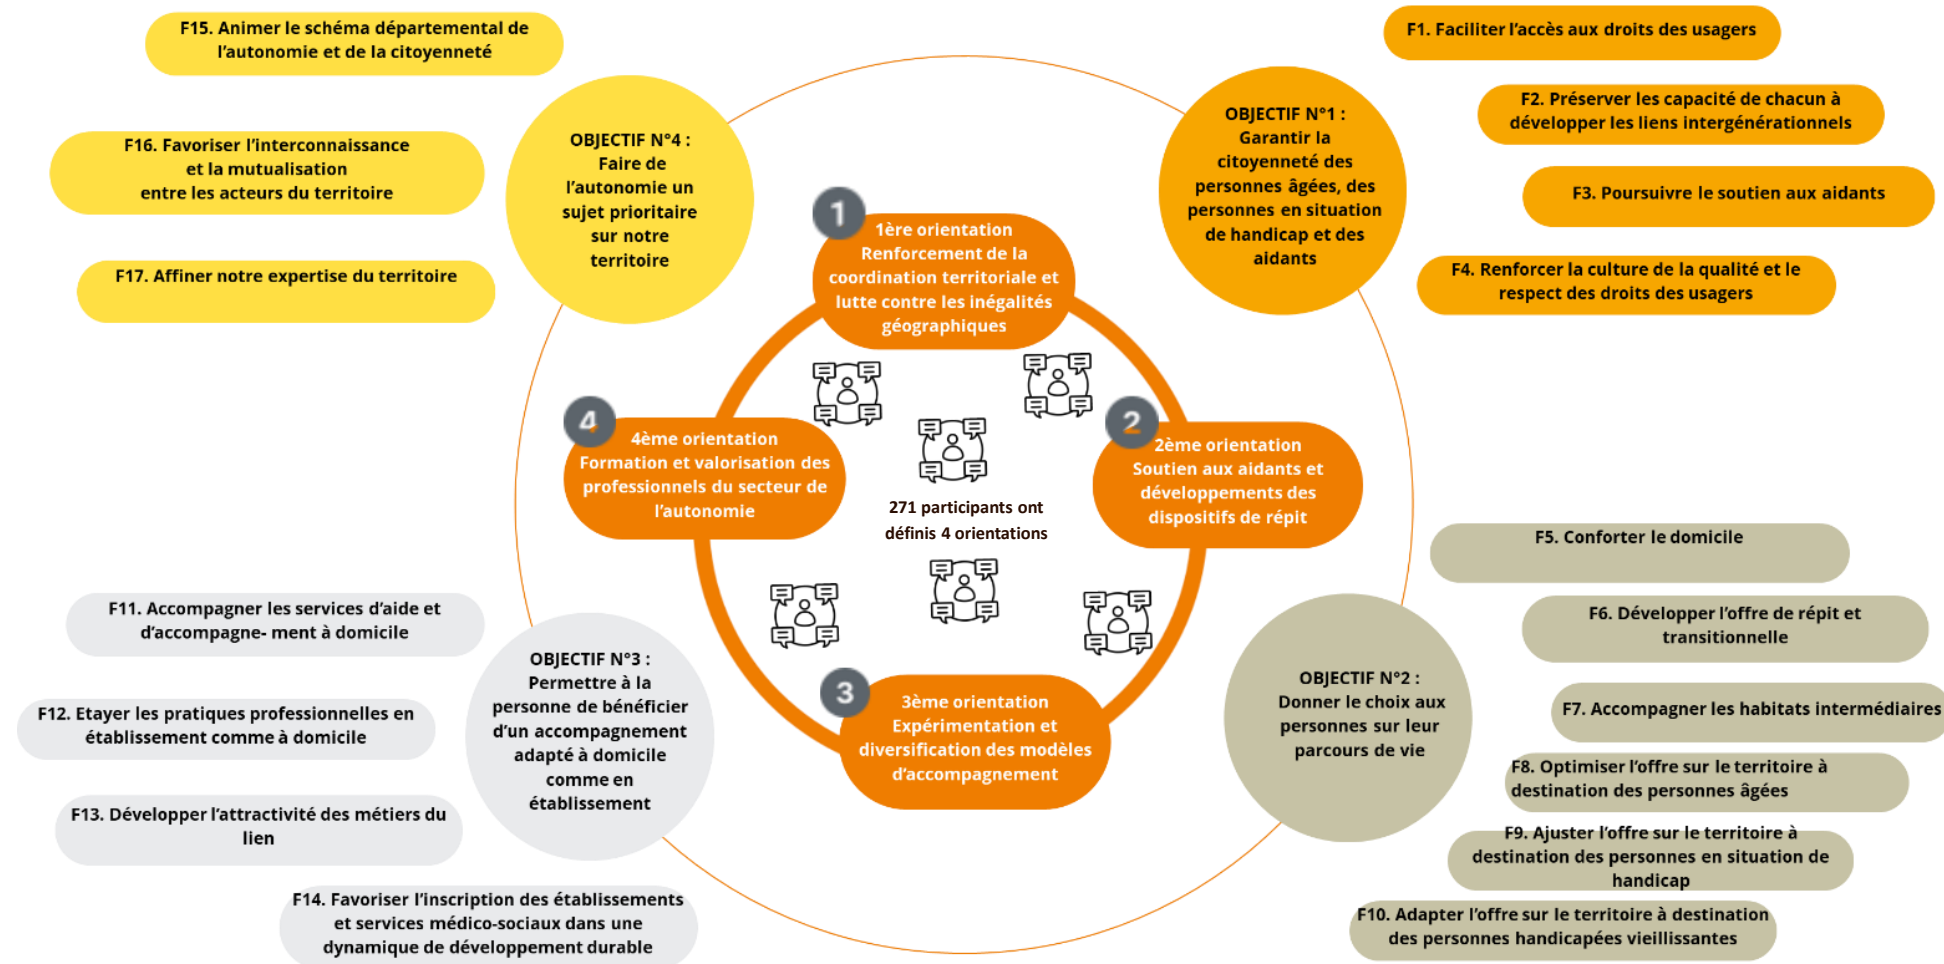 F15. Animer le schéma départemental de
l'autonomie et de la citoyenneté
F16. Favoriser l'interconnaissance
et la mutualisation
entre les acteurs du territoire
F17. Affiner notre expertise du territoire
OBJECTIF N°4 :
Faire de
l'autonomie un
sujet prioritaire
sur notre
territoire
OBJECTIF N°1 :
Garantir la
citoyenneté des
personnes âgées, des
personnes en situation
de handicap et des
aidants
F1. Faciliter l'accès aux droits des usagers
F2. Préserver les capacité de chacun à
développer les liens intergénérationnels
F3. Poursuivre le soutien aux aidants
F4. Renforcer la culture de la qualité et le
respect des droits des usagers
1
1ère orientation
Renforcement de la
coordination territoriale et
lutte contre les inégalités
géographiques
4
4ème orientation
Formation et valorisation des
professionnels du secteur de
l'autonomie
271 participants ont
définis 4 orientations
2
2ème orientation
Soutien aux aidants et
développements des
dispositifs de répit
3
3ème orientation
Expérimentation et
diversification des modèles
d'accompagnement
F11. Accompagner les services d'aide et
d'accompagne- ment à domicile
F12. Etayer les pratiques professionnelles en
établissement comme à domicile
F13. Développer l'attractivité des métiers du
lien
F14. Favoriser l'inscription des établissements
et services médico-sociaux dans une
dynamique de développement durable
OBJECTIF N°3 :
Permettre à la
personne de bénéficier
d'un accompagnement
adapté à domicile
comme en
établissement
OBJECTIF N°2 :
Donner le choix aux
personnes sur leur
parcours de vie
F5. Conforter le domicile
F6. Développer l'offre de répit et
transitionnelle
F7. Accompagner les habitats intermédiaires
F8. Optimiser l'offre sur le territoire à
destination des personnes âgées
F9. Ajuster l'offre sur le territoire à
destination des personnes en situation de
handicap
F10. Adapter l'offre sur le territoire à destination
des personnes handicapées vieillissantes